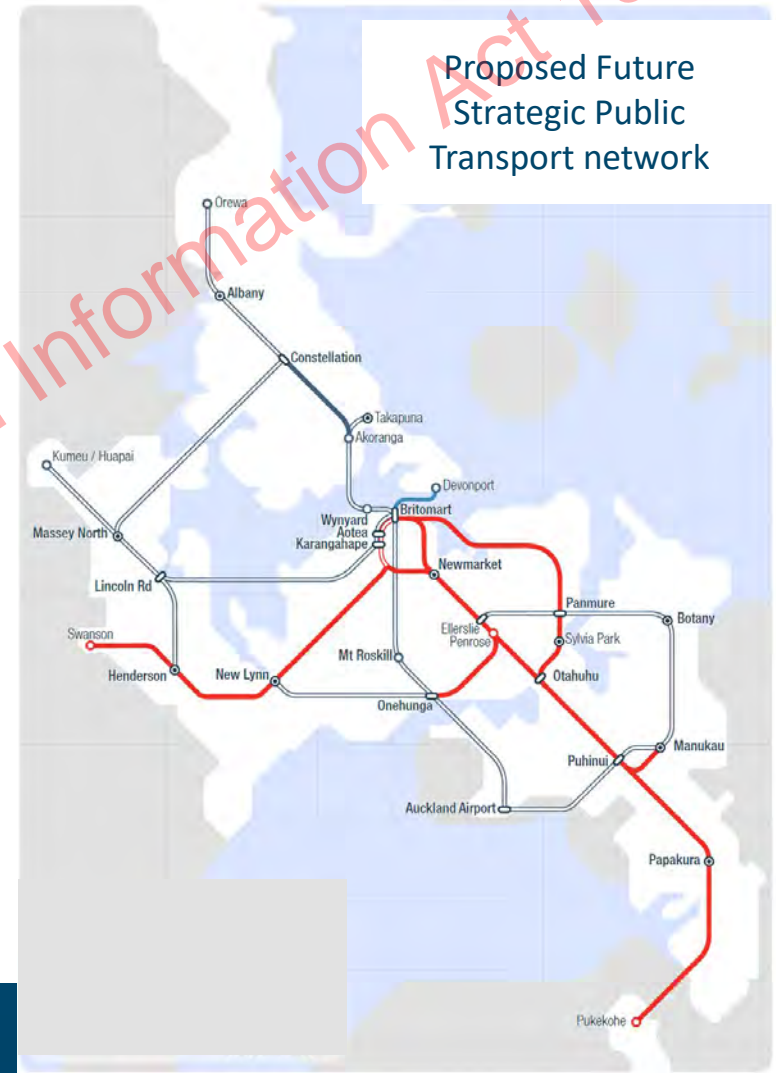 Proposed Future
Strategic Public
Transport network
Information Act
Orewa
Albany
Constellation
Takapuna
Akoranga
Kumeu / Huapai
Devonport
Wynyard
Britomart
Massey North
Aotea
Karangahape
Newmarket
Lincoln Rd
Panmure
Ellerslie
Botany
Swanson
Penrose
Sylvia Park
Mt Roskill
Henderson
New Lynn
Otahuhu
Onehunga
Manukau
Puhinui
Auckland Airport
Papakura
Pukekohe